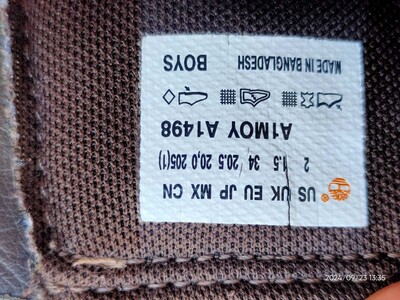 US UK EU JP MX CN
2 1.5 34 20.5 20,0 205(1)
A1MOY A1498
BOYS MADE IN BANGLADESH
2024/09/23 13:35